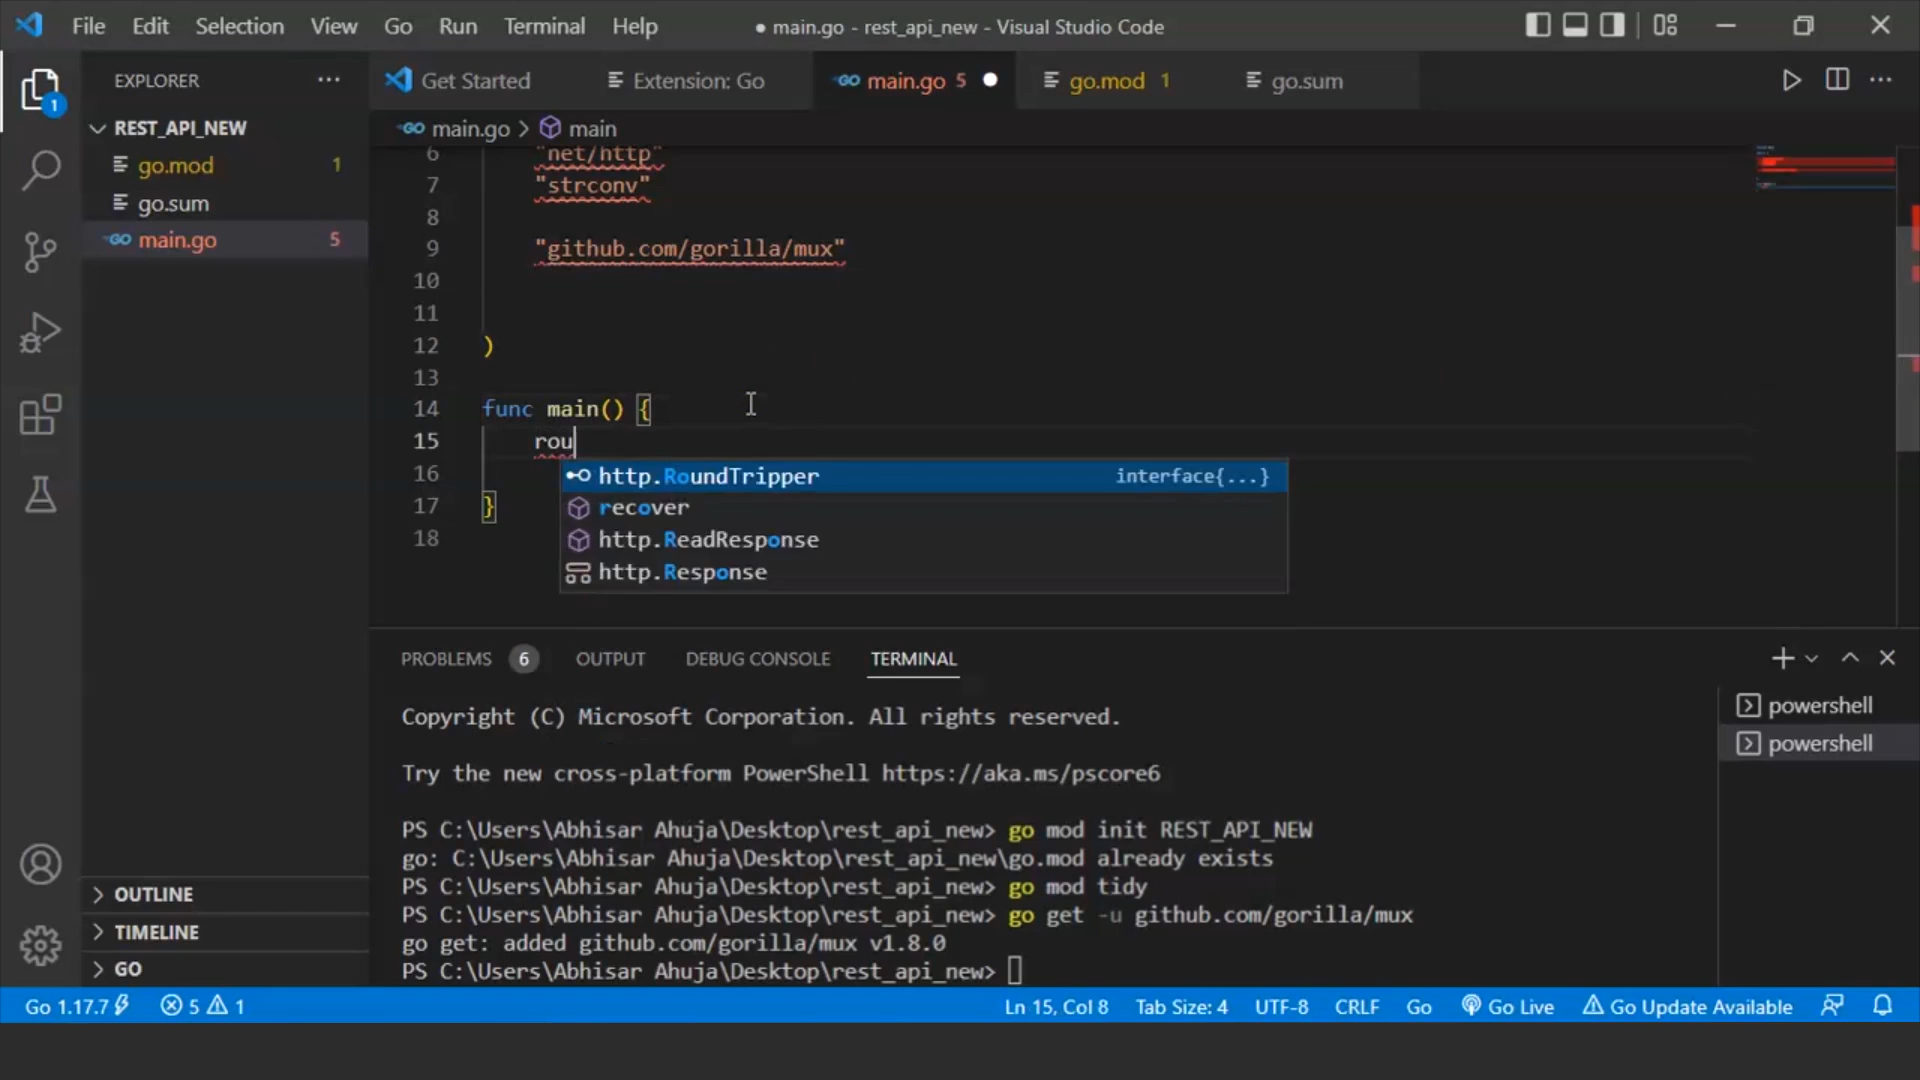 File Edit Selection View Go Run Terminal Help ● main.go - rest_api_new - Visual Studio Code
EXPLORER ··· Get Started Extension: Go GO main.go 5 ● go.mod 1 go.sum ···
1
REST_API_NEW GO main.go > main
go.mod 1
go.sum
GO main.go 5
6 "net/http"
7 "strconv"
8
9 "github.com/gorilla/mux"
10
11
12 )
13
14 func main() {
15 rou
16
17 }
18
http.RoundTripper interface{...}
recover
http.ReadResponse
http.Response
PROBLEMS 6 OUTPUT DEBUG CONSOLE TERMINAL
powershell
powershell
Copyright (C) Microsoft Corporation. All rights reserved.
Try the new cross-platform PowerShell https://aka.ms/pscore6
PS C:\Users\Abhisar Ahuja\Desktop\rest_api_new> go mod init REST_API_NEW
go: C:\Users\Abhisar Ahuja\Desktop\rest_api_new\go.mod already exists
PS C:\Users\Abhisar Ahuja\Desktop\rest_api_new> go mod tidy
PS C:\Users\Abhisar Ahuja\Desktop\rest_api_new> go get -u github.com/gorilla/mux
go get: added github.com/gorilla/mux v1.8.0
PS C:\Users\Abhisar Ahuja\Desktop\rest_api_new>
OUTLINE
TIMELINE
GO
Go 1.17.7 5 1 Ln 15, Col 8 Tab Size: 4 UTF-8 CRLF Go Go Live Go Update Available